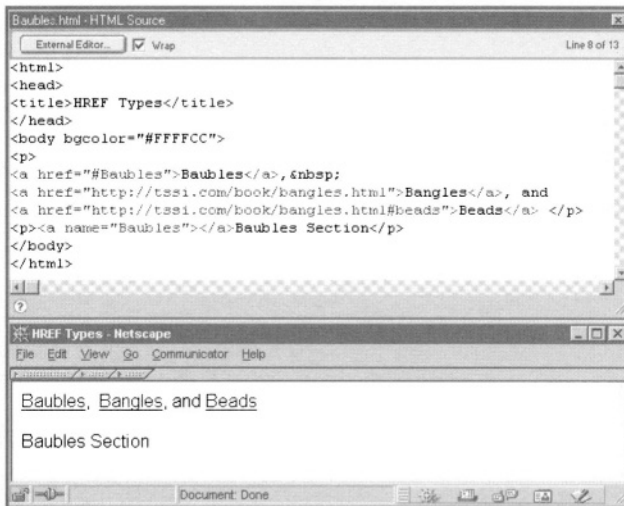 Baubles.html - HTML Source
External Editor... Wrap Line 8 of 13
<html>
<head>
<title>HREF Types</title>
</head>
<body bgcolor="#FFFFCC">
<p>
<a href="#Baubles">Baubles</a>,&nbsp;
<a href="http://tssi.com/book/bangles.html">Bangles</a>, and
<a href="http://tssi.com/book/bangles.html#beads">Beads</a> </p>
<p><a name="Baubles"></a>Baubles Section</p>
</body>
</html>
HREF Types - Netscape
File Edit View Go Communicator Help
Baubles, Bangles, and Beads
Baubles Section
Document: Done